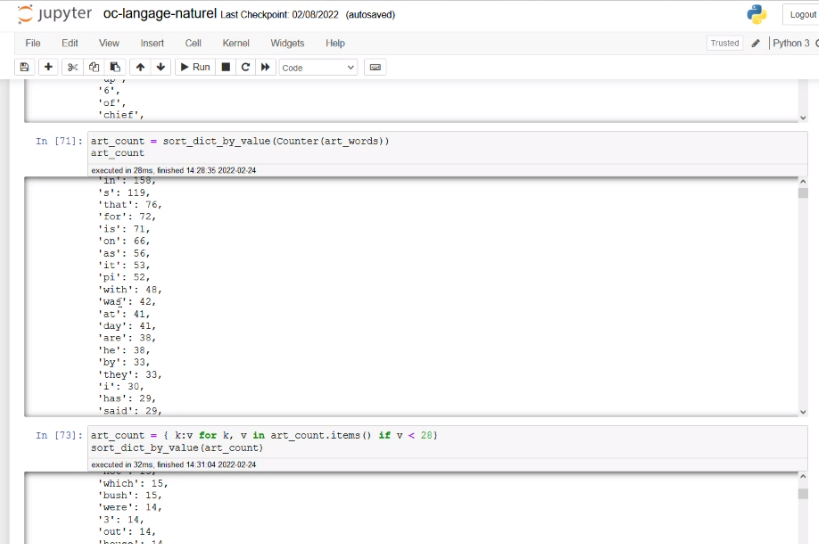 jupyter oc-langage-naturel Last Checkpoint: 02/08/2022 (autosaved)
Logout
File Edit View Insert Cell Kernel Widgets Help
Trusted Python 3
Run Code
'6',
'of',
'chief',
In [71]: art_count = sort_dict_by_value(Counter(art_words))
art_count
executed in 28ms, finished 14:28:35 2022-02-24
'in': 158,
's': 119,
'that': 76,
'for': 72,
'is': 71,
'on': 66,
'as': 56,
'it': 53,
'pi': 52,
'with': 48,
'was': 42,
'at': 41,
'day': 41,
'are': 38,
'he': 38,
'by': 33,
'they': 33,
'i': 30,
'has': 29,
'said': 29,
In [73]: art_count = { k:v for k, v in art_count.items() if v < 28}
sort_dict_by_value(art_count)
executed in 32ms, finished 14:31:04 2022-02-24
'which': 15,
'bush': 15,
'were': 14,
'3': 14,
'out': 14,
'house': 14